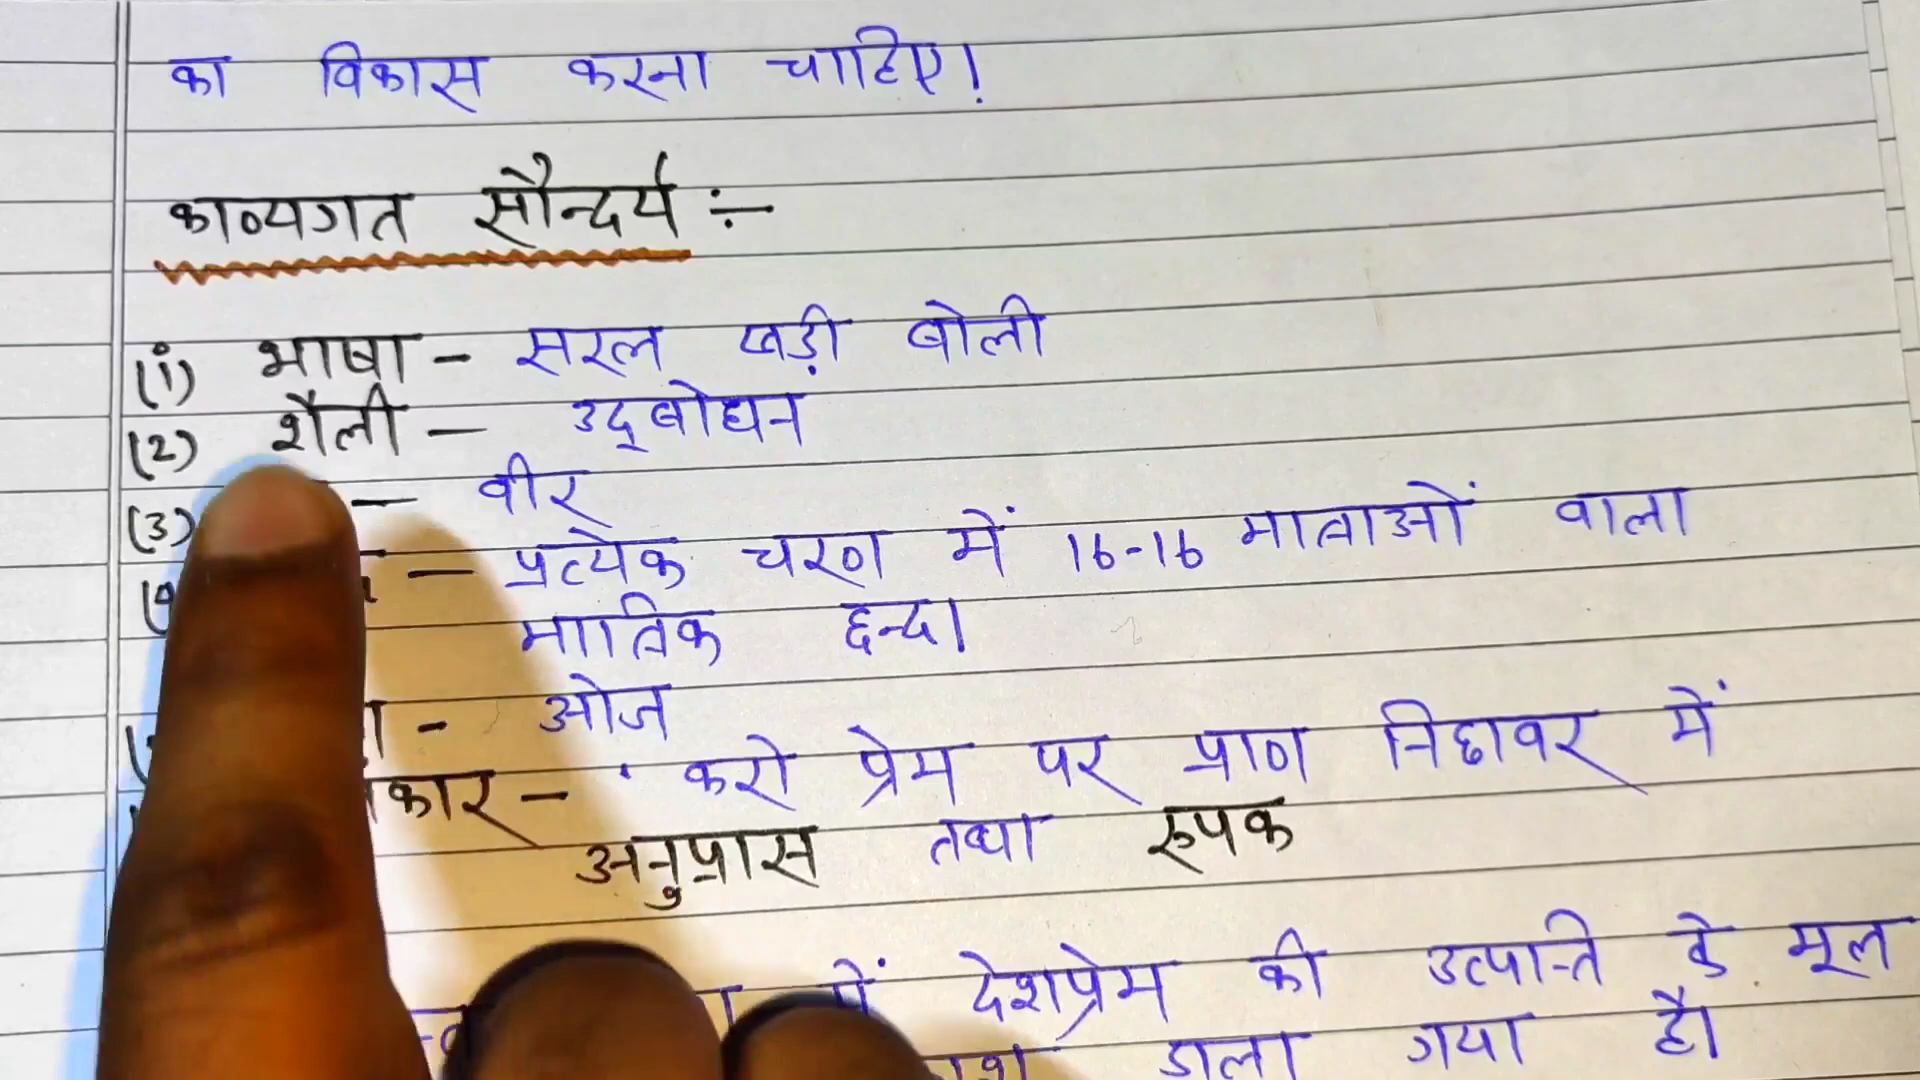 का विकास करना चाहिए।
काव्यगत सौन्दर्य :-
(i) भाषा - सरल खड़ी बोली
(2) शैली - उद्‌बोधन
(3) - वीर
- प्रत्येक चरण में 16-16 मात्राओं वाला
मात्रिक छन्द।
- ओज
- करो प्रेम पर प्राण निछावर में
अनुप्रास तथा रूपक
में देशप्रेम की उत्पत्ति के मूल
डाला गया है।